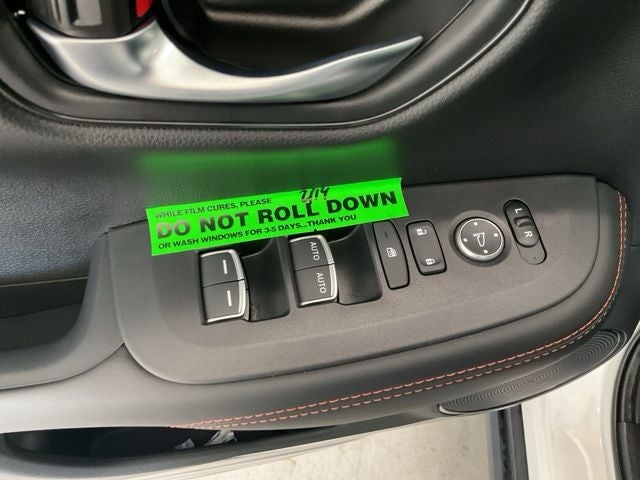 WHILE FILM CURES, PLEASE
2/19
DO NOT ROLL DOWN
OR WASH WINDOWS FOR 3-5 DAYS...THANK YOU
AUTO
AUTO
L
R